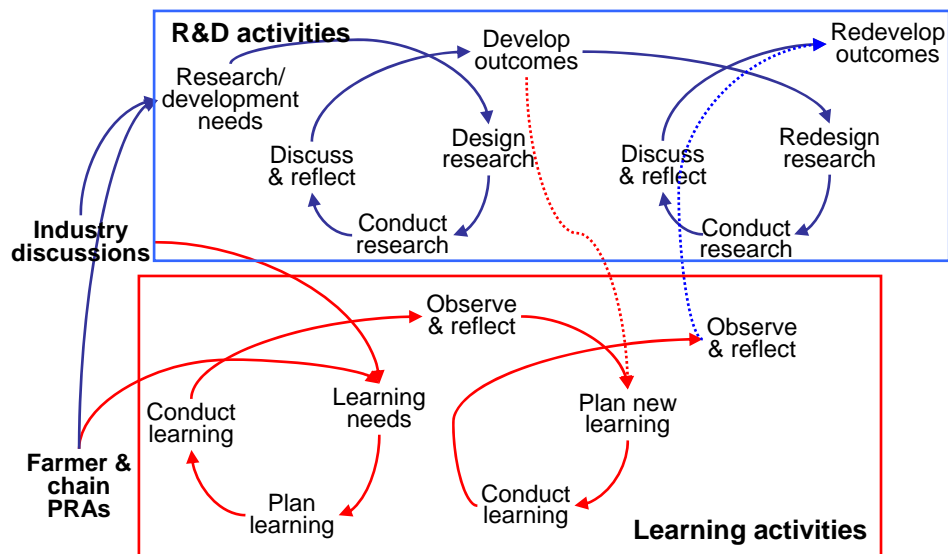 R&D activities
Research/
development
needs
Develop
outcomes
Redevelop
outcomes
Discuss
& reflect
Design
research
Conduct
research
Discuss
& reflect
Redesign
research
Conduct
research
Industry
discussions
Observe
& reflect
Observe
& reflect
Conduct
learning
Learning
needs
Plan new
learning
Farmer &
chain
PRAs
Plan
learning
Conduct
learning
Learning activities